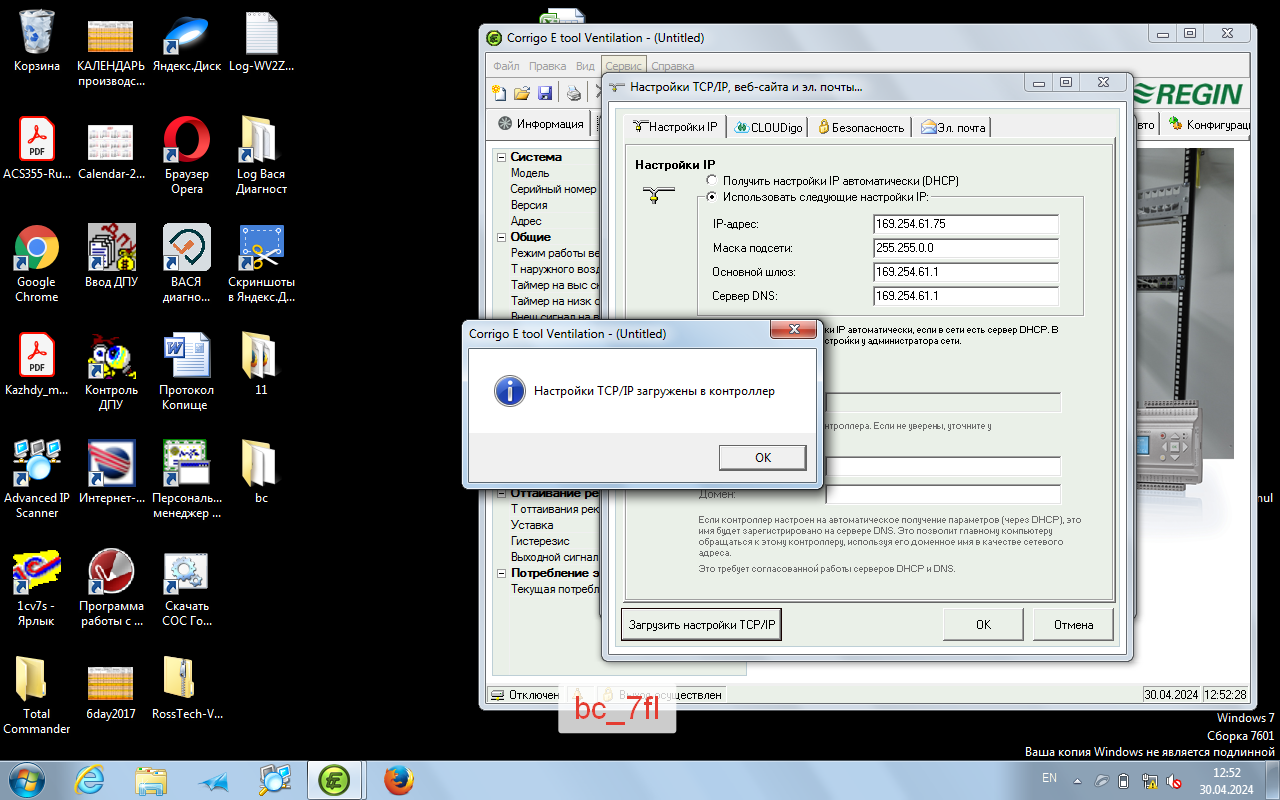 Корзина
КАЛЕНДАРЬ
производс...
Яндекс.Диск
Log-WV2Z...
ACS355-Ru...
Calendar-2...
Браузер
Opera
Log Вася
Диагност
Google
Chrome
Ввод ДПУ
ВАСЯ
диагно...
Скриншоты
в Яндекс.Д...
Kazhdy_m...
Контроль
ДПУ
Протокол
Копище
11
Advanced IP
Scanner
Интернет-...
Персональ...
менеджер ...
bc
1cv7s -
Ярлык
Программа
работы с ...
Скачать
СОС Го...
Total
Commander
6day2017
RossTech-V...
Corrigo E tool Ventilation - (Untitled)
Файл Правка Вид Сервис Справка
REGIN
Информация
Конфигурац
Система
Модель
Серийный номер
Версия
Адрес
Общие
Режим работы ве
Т наружного возд
Таймер на выс ск
Таймер на низк с
Внеш сигнал на в
Оттаивание ре
Т оттаивания рек
Уставка
Гистерезис
Выходной сигнал
Потребление э
Текущая потребл
Настройки TCP/IP, веб-сайта и эл. почты...
Настройки IP
CLOUDigo
Безопасность
Эл. почта
Настройки IP
Получить настройки IP автоматически (DHCP)
Использовать следующие настройки IP:
IP-адрес: 169.254.61.75
Маска подсети: 255.255.0.0
Основной шлюз: 169.254.61.1
Сервер DNS: 169.254.61.1
IP автоматически, если в сети есть сервер DHCP. В
стройки у администратора сети.
контроллера. Если не уверены, уточните у
Домен:
Если контроллер настроен на автоматическое получение параметров (через DHCP), это
имя будет зарегистрировано на сервере DNS. Это позволит главному компьютеру
обращаться к этому контроллеру, используя его доменное имя в качестве сетевого
адреса.
Это требует согласованной работы серверов DHCP и DNS.
Загрузить настройки TCP/IP
OK
Отмена
Corrigo E tool Ventilation - (Untitled)
Настройки TCP/IP загружены в контроллер
OK
Отключен
Выход осуществлен
30.04.2024 12:52:28
bc_7fl
Windows 7
Сборка 7601
Ваша копия Windows не является подлинной
EN
12:52
30.04.2024